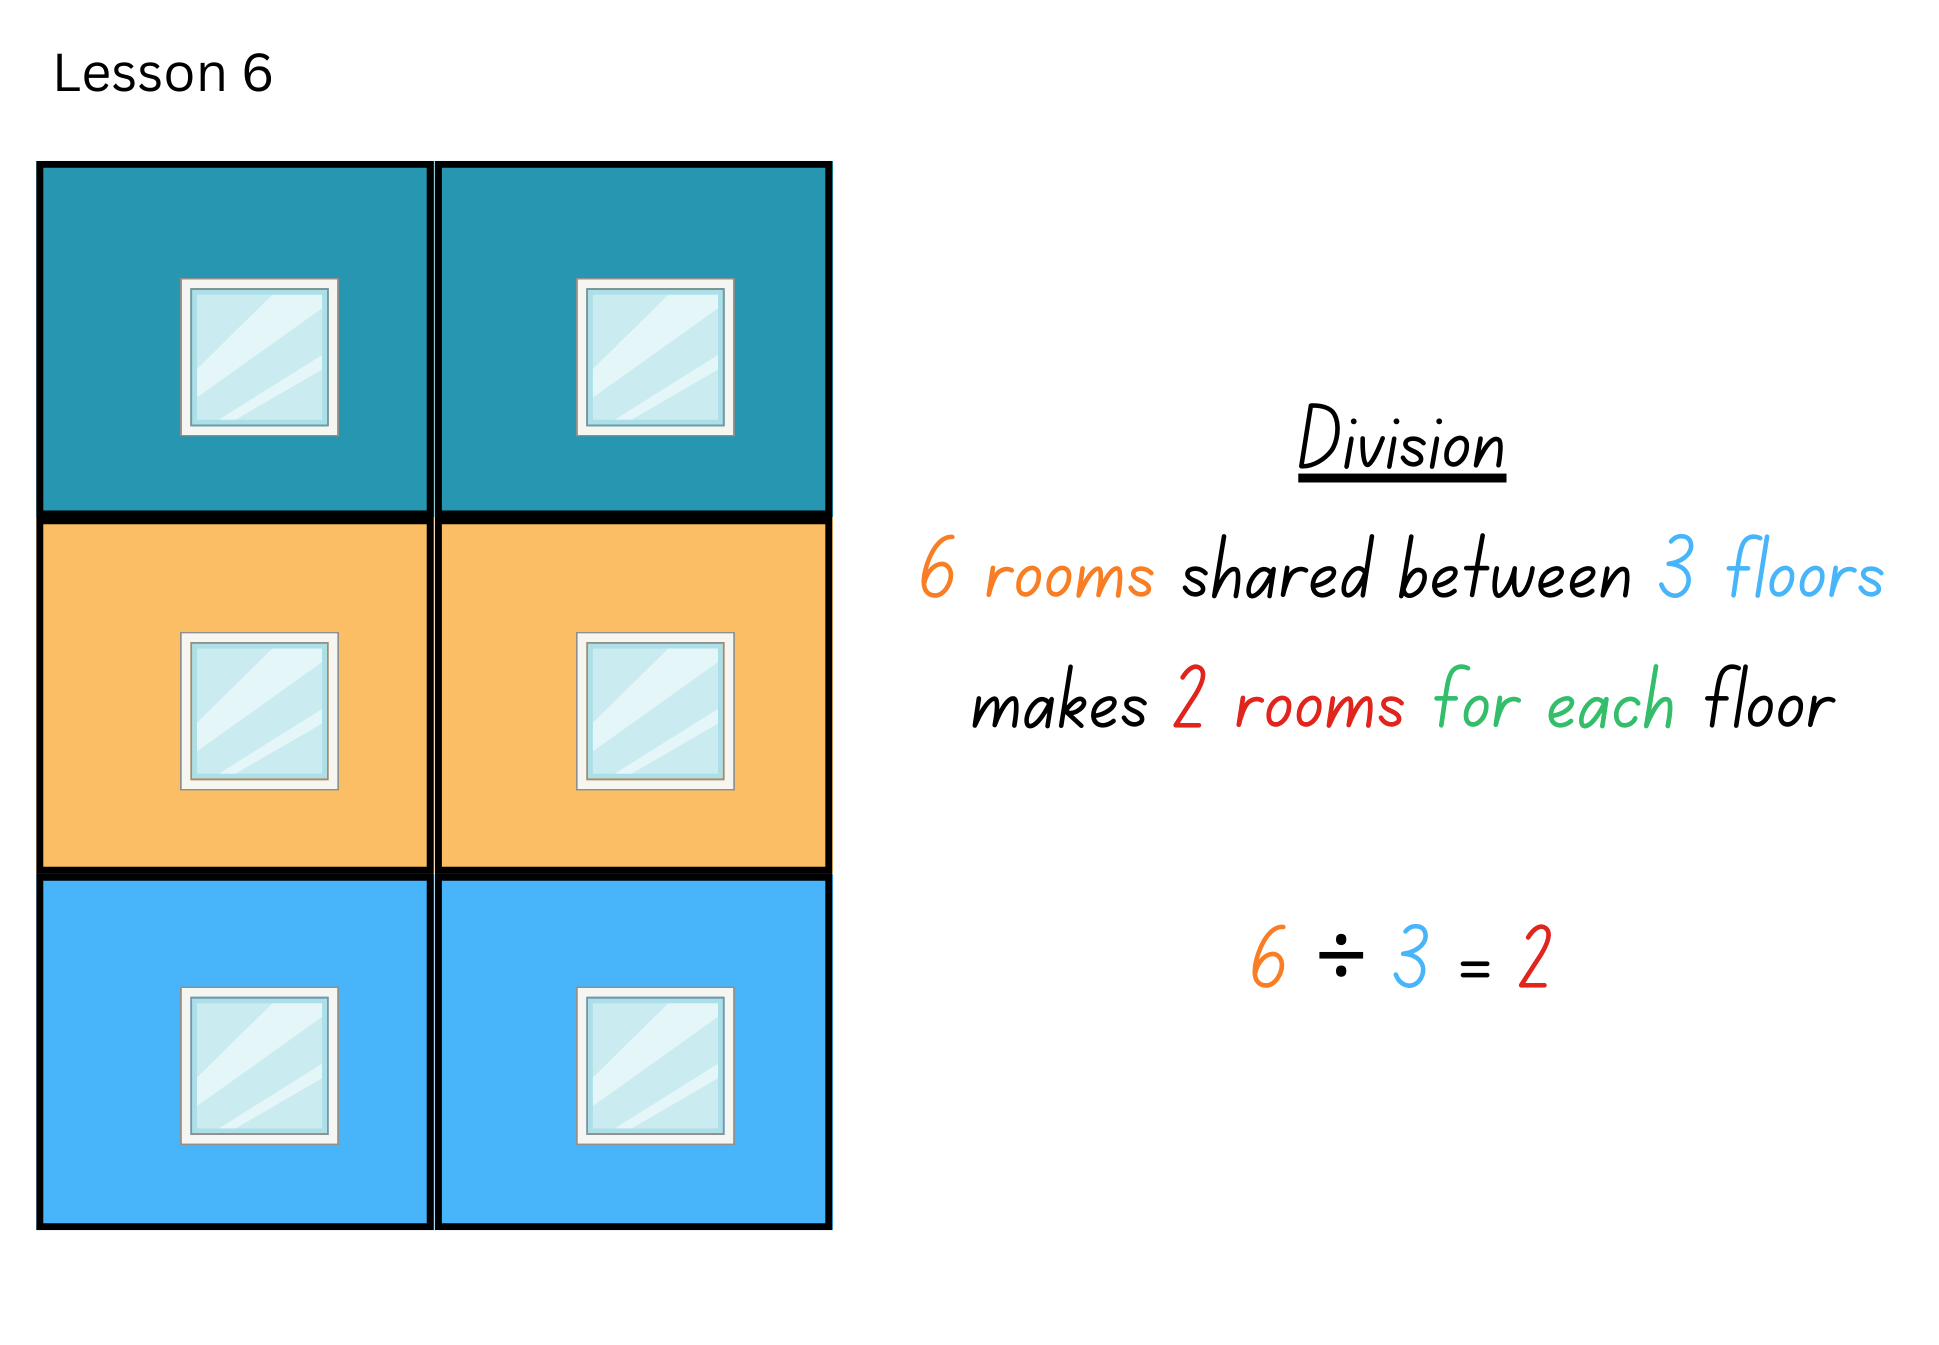 Lesson 6
Division
6 rooms shared between 3 floors
makes 2 rooms for each floor
6 ÷ 3 = 2